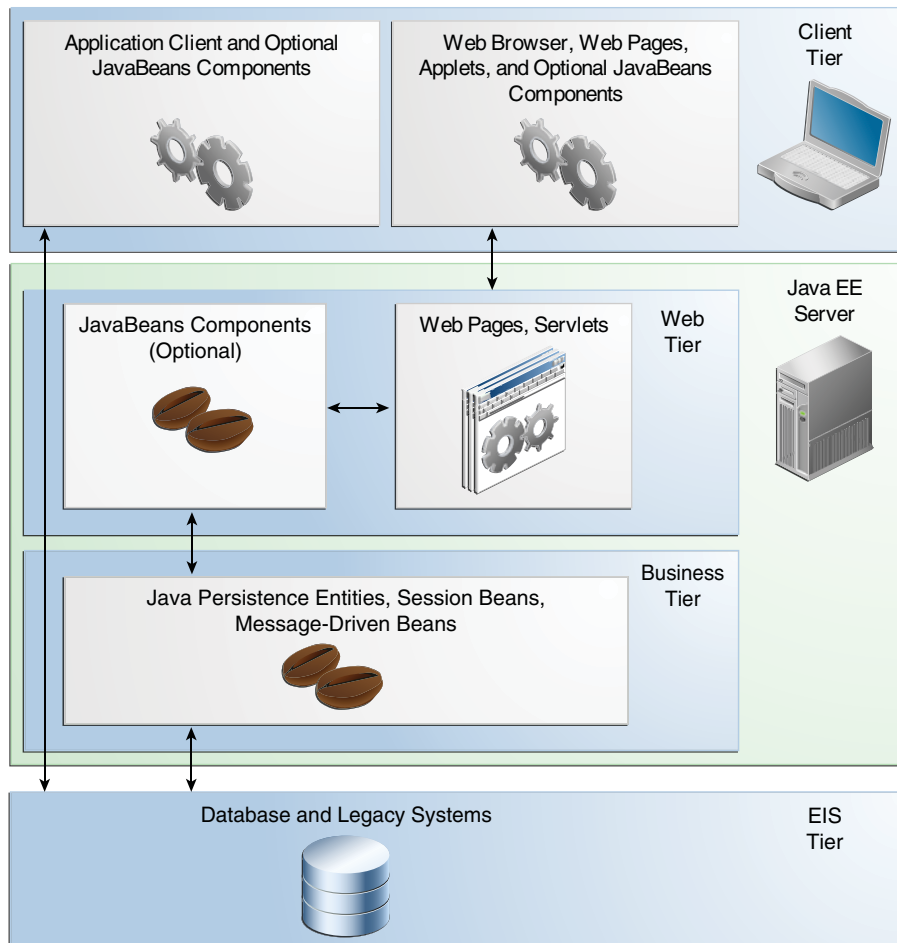 Application Client and Optional
JavaBeans Components
Web Browser, Web Pages,
Applets, and Optional JavaBeans
Components
Client
Tier
Java EE
Server
JavaBeans Components
(Optional)
Web Pages, Servlets
Web
Tier
Business
Tier
Java Persistence Entities, Session Beans,
Message-Driven Beans
Database and Legacy Systems
EIS
Tier